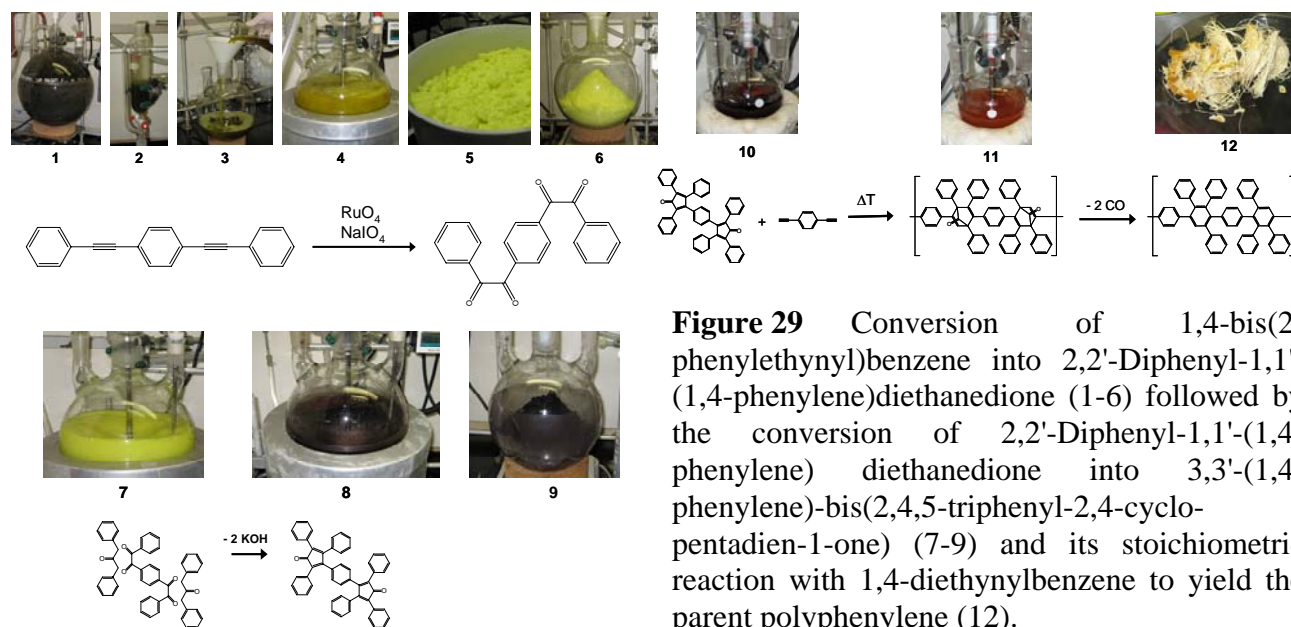 1
2
3
4
5
6
10
11
12
RuO4
NaIO4
O
O
O
O
O
O
+
ΔT
O
O
- 2 CO
7
8
9
- 2 KOH
O
O
O
O
O
O
O
O
Figure 29 Conversion of 1,4-bis(2
phenylethynyl)benzene into 2,2'-Diphenyl-1,1'
(1,4-phenylene)diethanedione (1-6) followed by
the conversion of 2,2'-Diphenyl-1,1'-(1,4
phenylene) diethanedione into 3,3'-(1,4
phenylene)-bis(2,4,5-triphenyl-2,4-cyclo-
pentadien-1-one) (7-9) and its stoichiometri
reaction with 1,4-diethynylbenzene to yield the
parent polyphenylene (12).